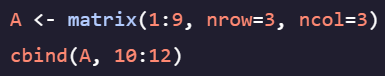 A <- matrix(1:9, nrow=3, ncol=3)
cbind(A, 10:12)